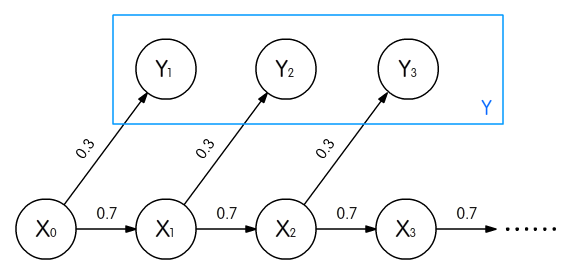 Y1 Y2 Y3
Y
0.3 0.3 0.3
0.7 0.7 0.7 0.7
X0 X1 X2 X3 ......